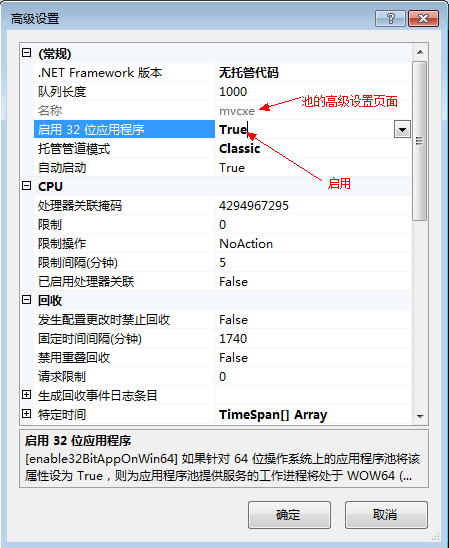 高级设置
(常规)
.NET Framework 版本 无托管代码
队列长度 1000
名称 mvcxe
池的高级设置页面
启用 32 位应用程序 True
托管管道模式 Classic
自动启动 True
启用
CPU
处理器关联掩码 4294967295
限制 0
限制操作 NoAction
限制间隔(分钟) 5
已启用处理器关联 False
回收
发生配置更改时禁止回收 False
固定时间间隔(分钟) 1740
禁用重叠回收 False
请求限制 0
生成回收事件日志条目
特定时间 TimeSpan[] Array
启用 32 位应用程序
[enable32BitAppOnWin64] 如果针对 64 位操作系统上的应用程序池将该
属性设为 True，则为应用程序池提供服务的工作进程将处于 WOW64 (...
确定 取消